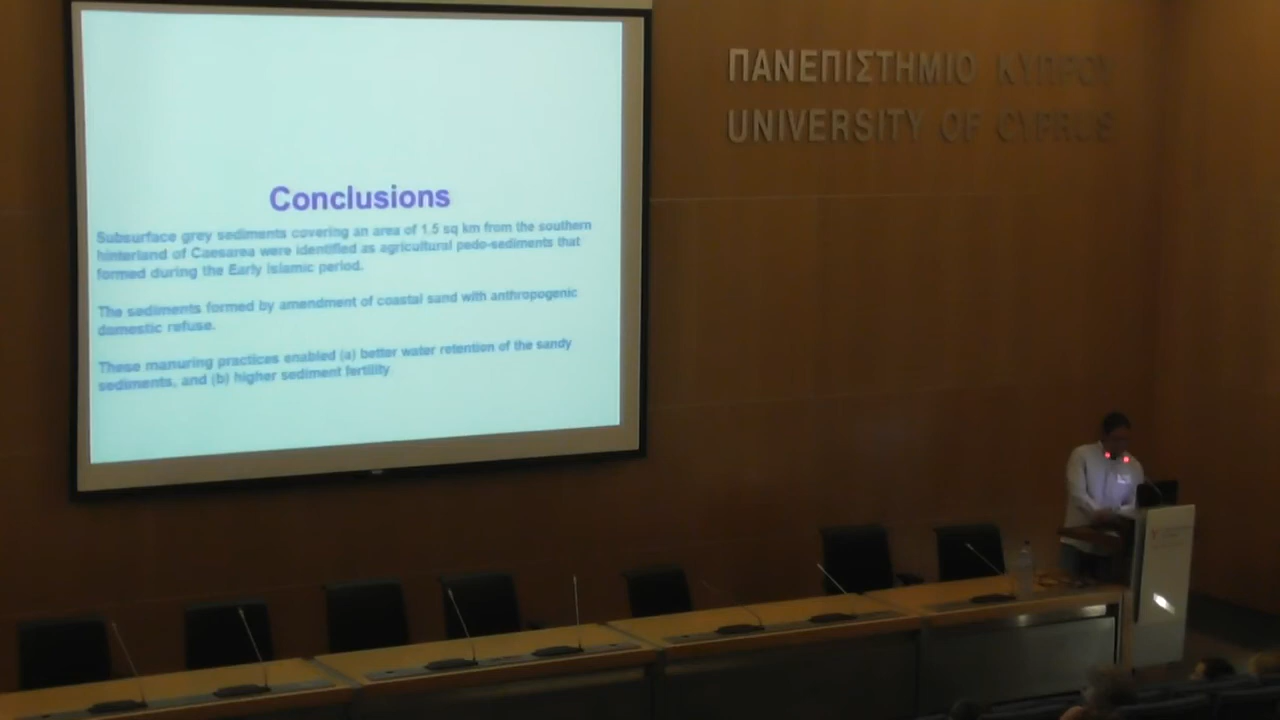 Conclusions
Subsurface grey sediments covering an area of 1.5 sq km from the southern
hinterland of Caesarea were identified as agricultural pedo-sediments that
formed during the Early Islamic period.
The sediments formed by amendment of coastal sand with anthropogenic
domestic refuse.
These manuring practices enabled (a) better water retention of the sandy
sediments, and (b) higher sediment fertility
ΠΑΝΕΠΙΣΤΗΜΙΟ ΚΥΠΡΟΥ
UNIVERSITY OF CYPRUS